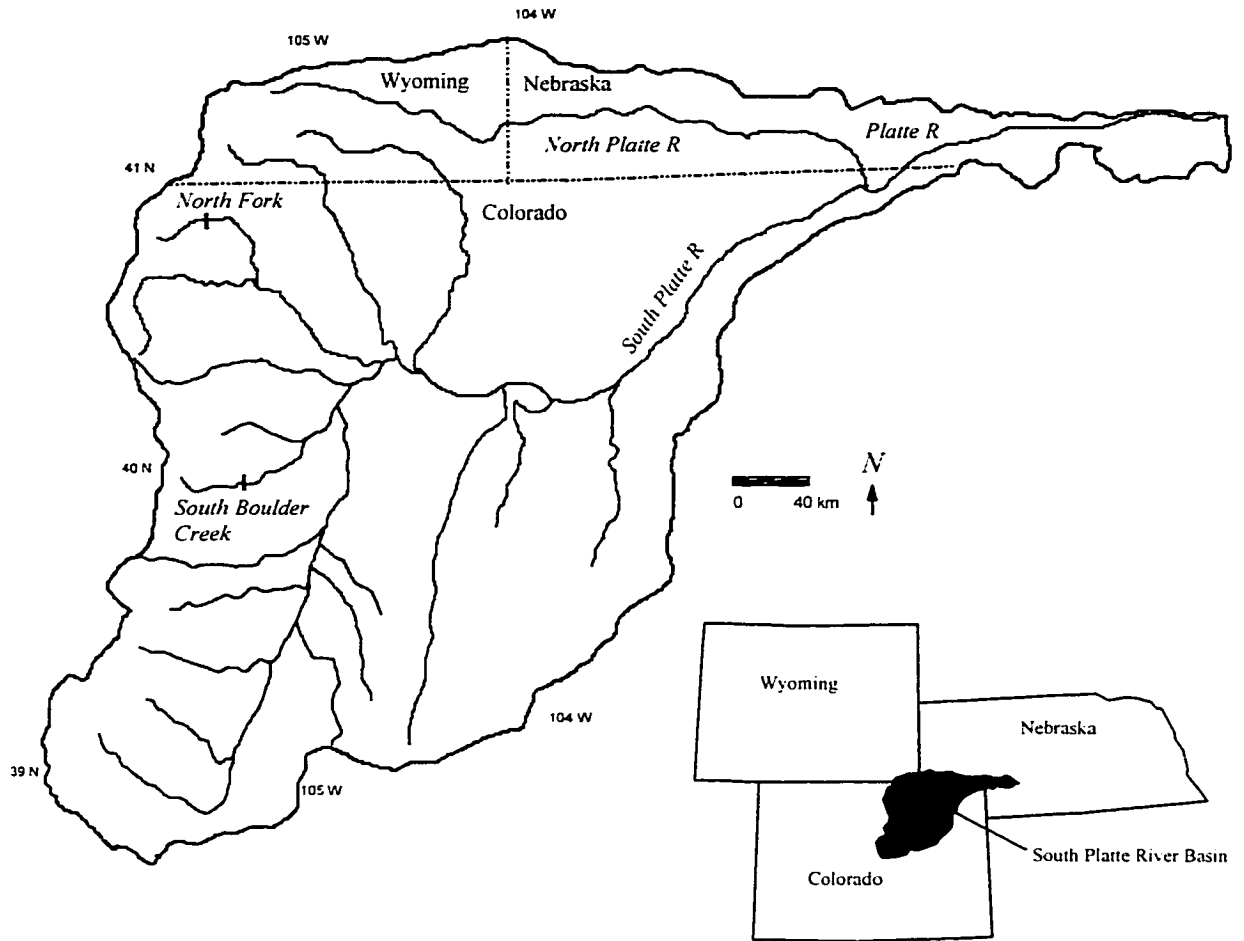 104 W
105 W
Wyoming
Nebraska
Platte R
North Platte R
41 N
North Fork
Colorado
South Platte R
40 N
South Boulder
Creek
N
0 40 km
Wyoming
Nebraska
104 W
39 N
105 W
South Platte River Basin
Colorado